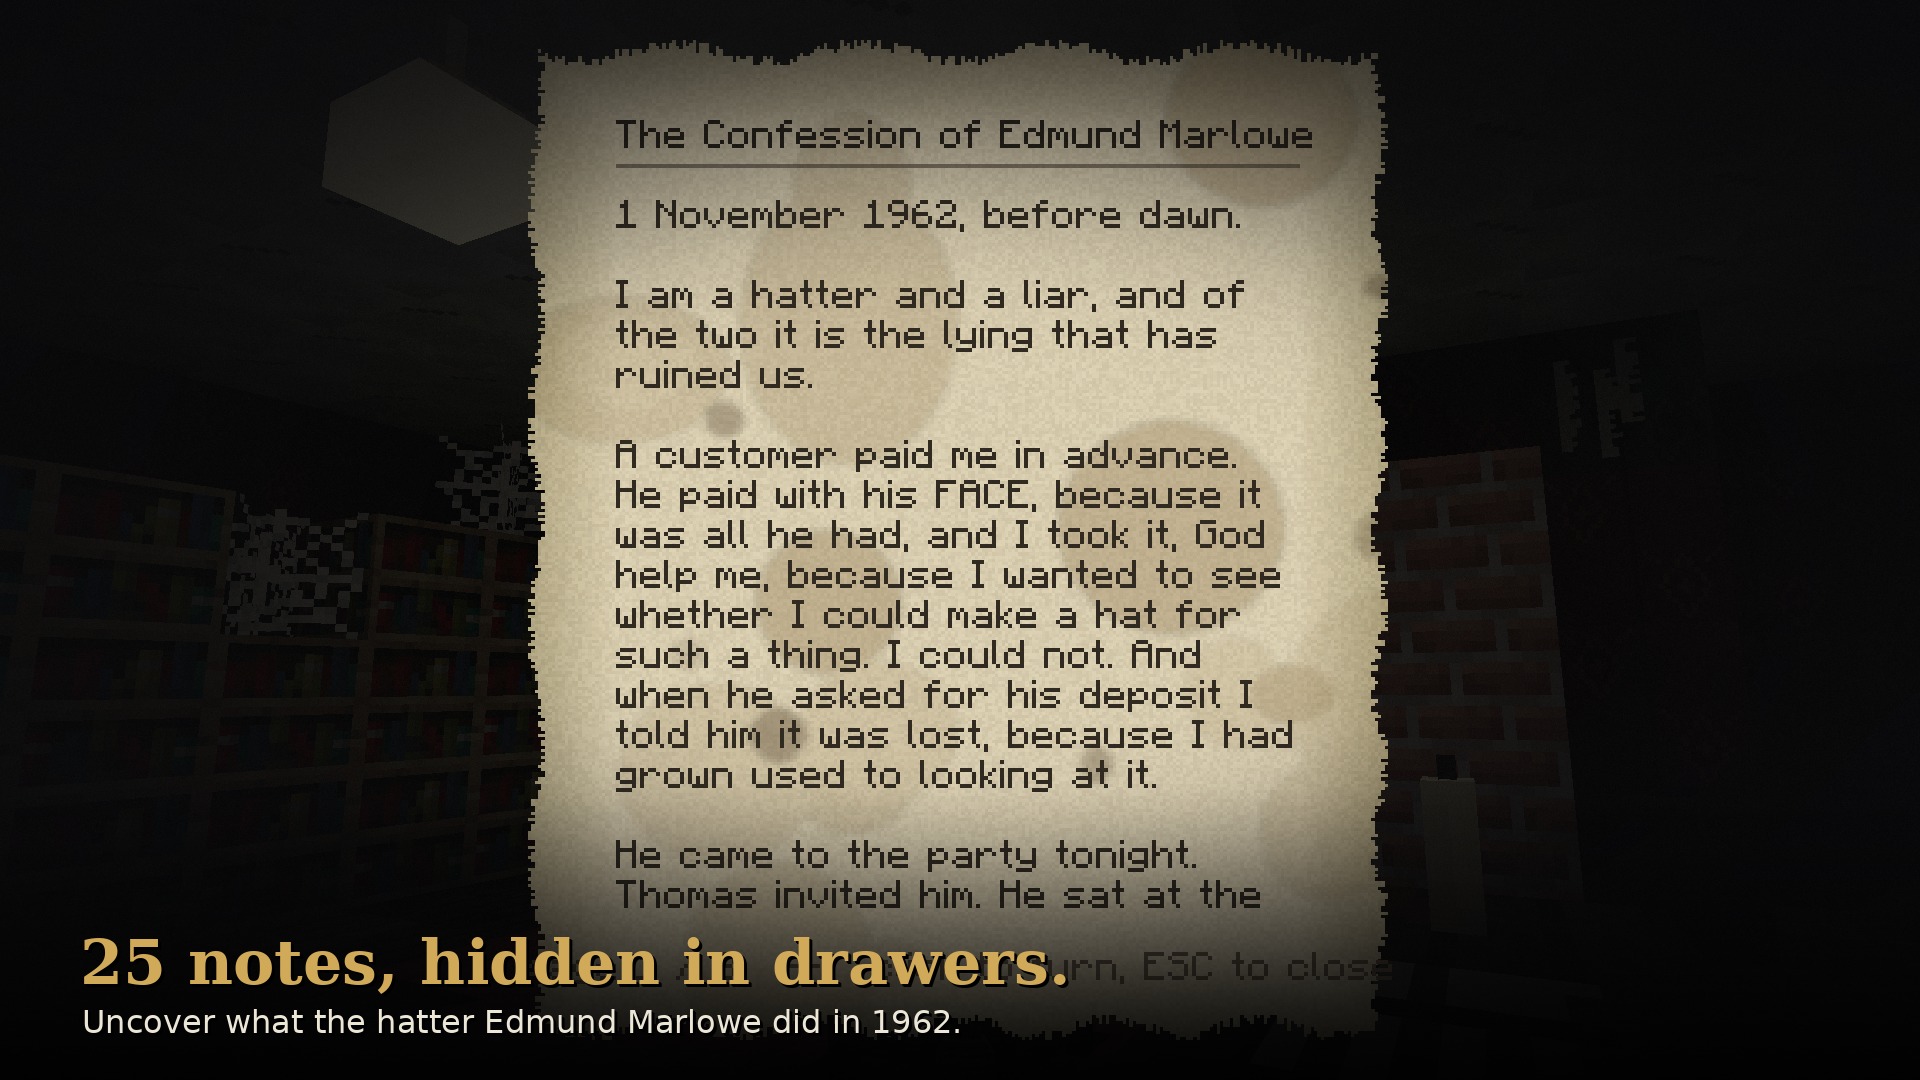 The Confession of Edmund Marlowe
1 November 1962, before dawn.
I am a hatter and a liar, and of
the two it is the lying that has
ruined us.
A customer paid me in advance.
He paid with his FACE, because it
was all he had, and I took it, God
help me, because I wanted to see
whether I could make a hat for
such a thing. I could not. And
when he asked for his deposit I
told him it was lost, because I had
grown used to looking at it.
He came to the party tonight.
Thomas invited him. He sat at the
ESC to close
25 notes, hidden in drawers.
Uncover what the hatter Edmund Marlowe did in 1962.